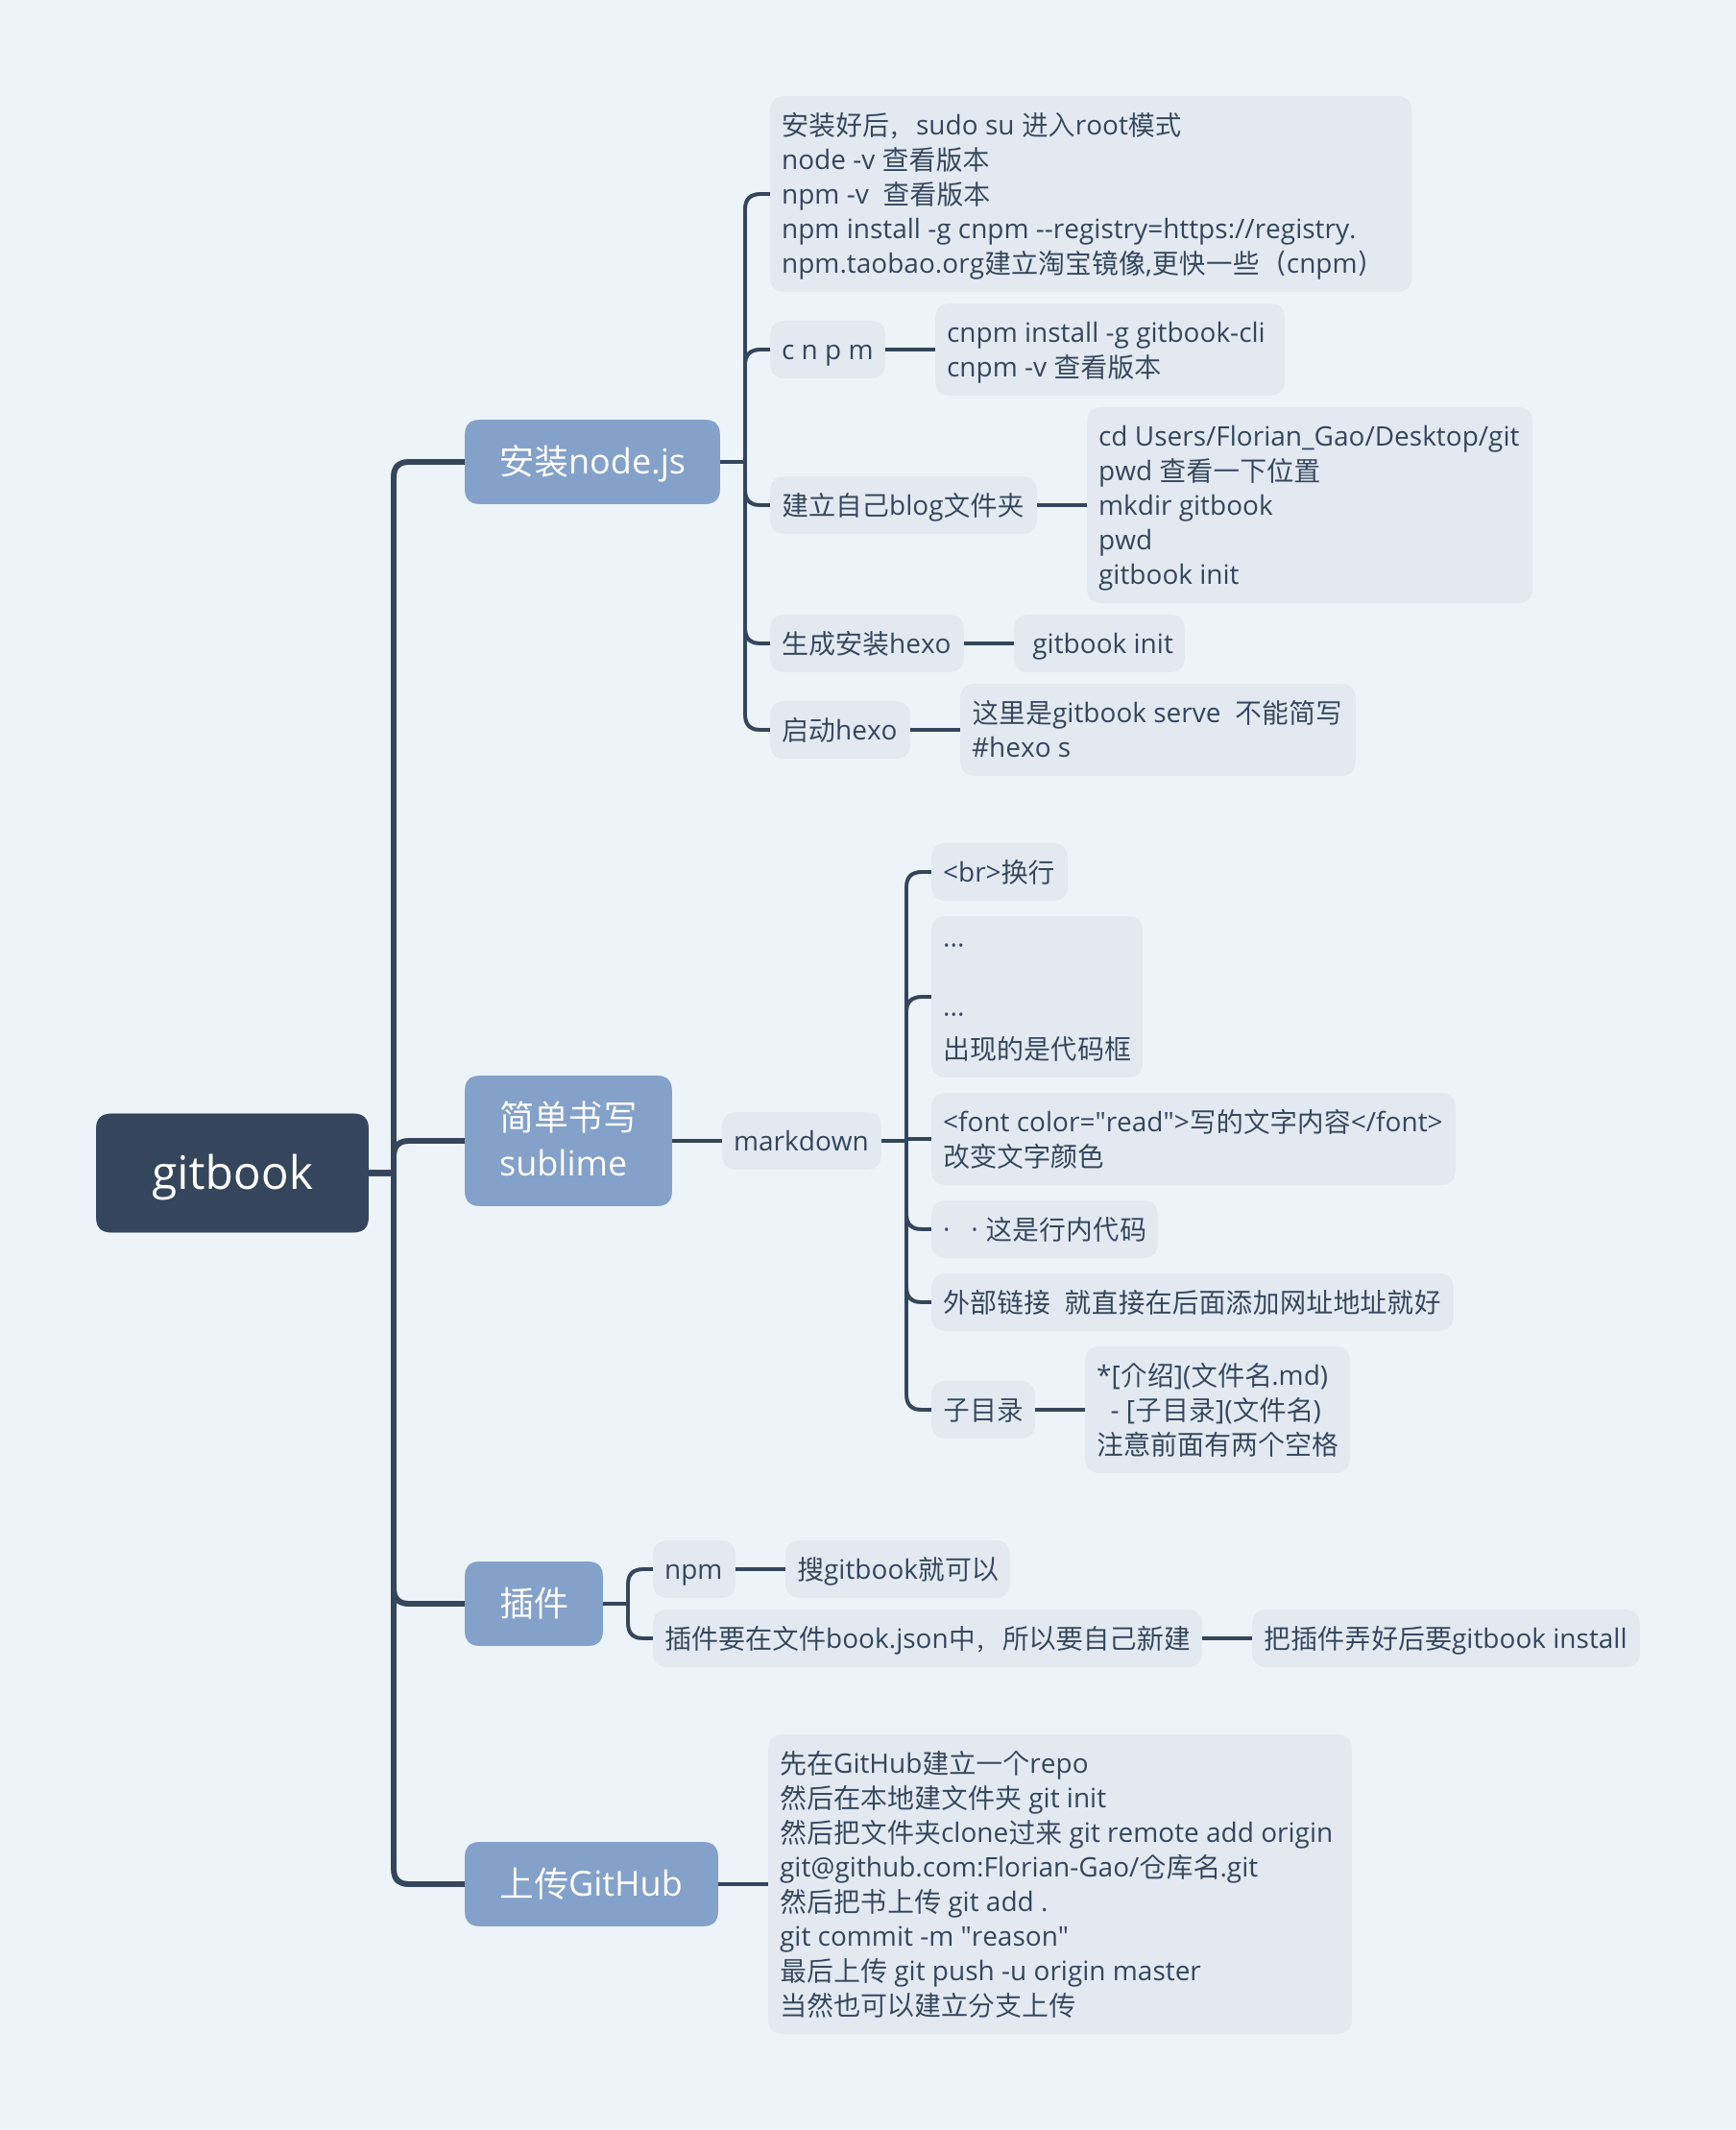 gitbook
安装node.js
安装好后，sudo su 进入root模式
node -v 查看版本
npm -v  查看版本
npm install -g cnpm --registry=https://registry.
npm.taobao.org建立淘宝镜像,更快一些（cnpm）
c n p m
cnpm install -g gitbook-cli
cnpm -v 查看版本
建立自己blog文件夹
cd Users/Florian_Gao/Desktop/git
pwd 查看一下位置
mkdir gitbook
pwd
gitbook init
生成安装hexo
gitbook init
启动hexo
这里是gitbook serve  不能简写
#hexo s
简单书写
sublime
markdown
<br>换行
...
...
出现的是代码框
<font color="read">写的文字内容</font>
改变文字颜色
·   · 这是行内代码
外部链接  就直接在后面添加网址地址就好
子目录
*[介绍](文件名.md)
  - [子目录](文件名)
注意前面有两个空格
插件
npm
搜gitbook就可以
插件要在文件book.json中，所以要自己新建
把插件弄好后要gitbook install
上传GitHub
先在GitHub建立一个repo
然后在本地建文件夹 git init
然后把文件夹clone过来 git remote add origin
git@github.com:Florian-Gao/仓库名.git
然后把书上传 git add .
git commit -m "reason"
最后上传 git push -u origin master
当然也可以建立分支上传